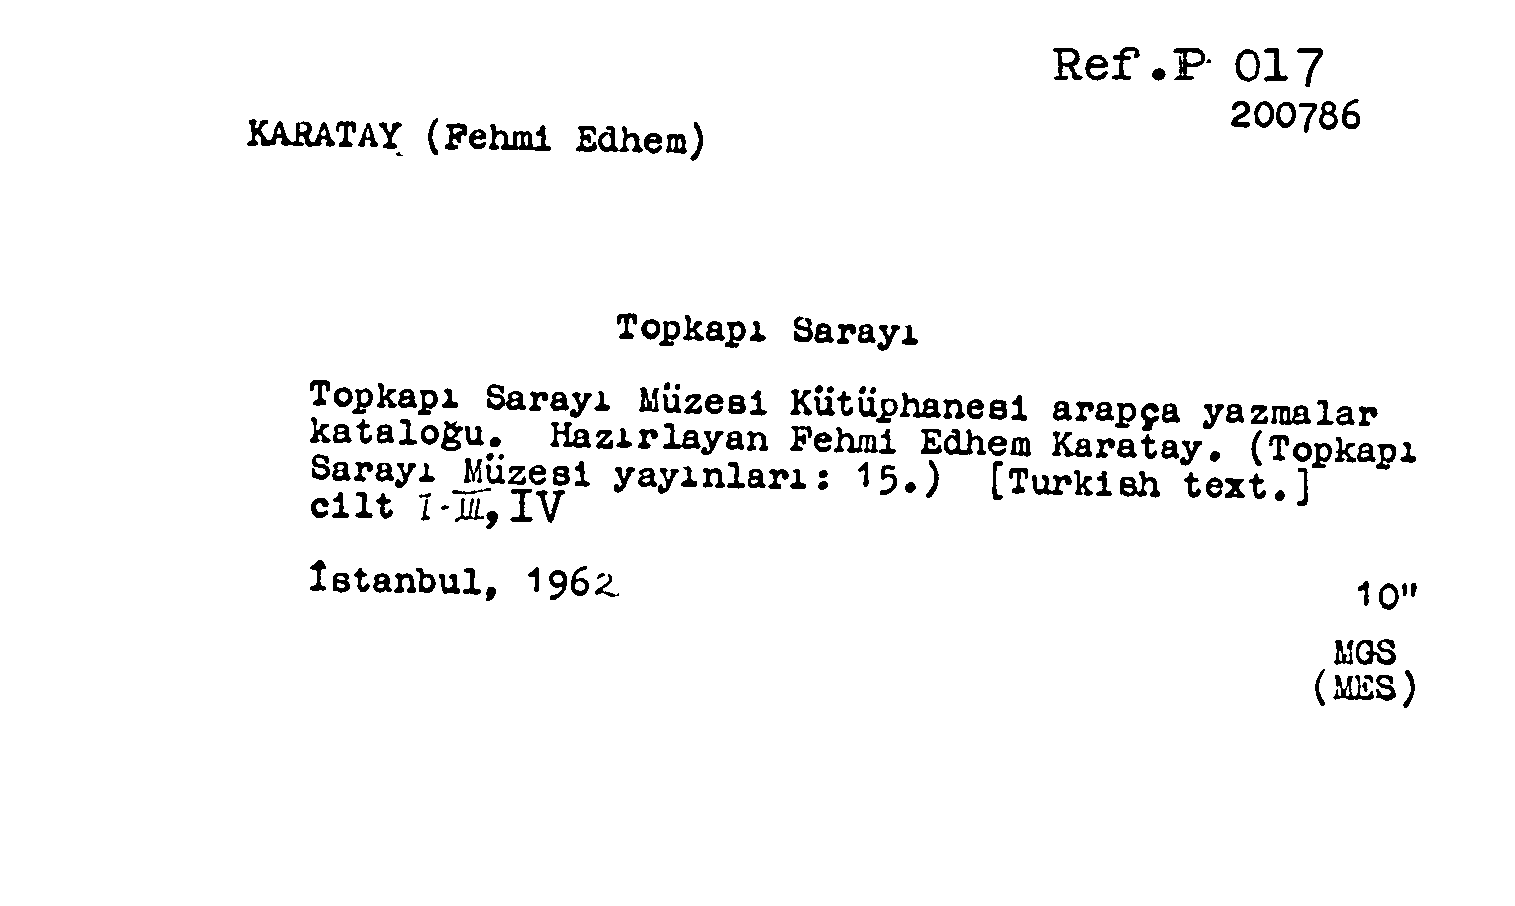 Ref.P 017
200786
KARATAY (Fehmi Edhem)
Topkapı Sarayı
Topkapı Sarayı Müzesi Kütüphanesi arapça yazmalar
kataloğu. Hazırlayan Fehmi Edhem Karatay. (Topkapı
Sarayı Müzesi yayınları: 15.) [Turkish text.]
cilt I-III, IV
İstanbul, 1962
10"
MGS
(MES)